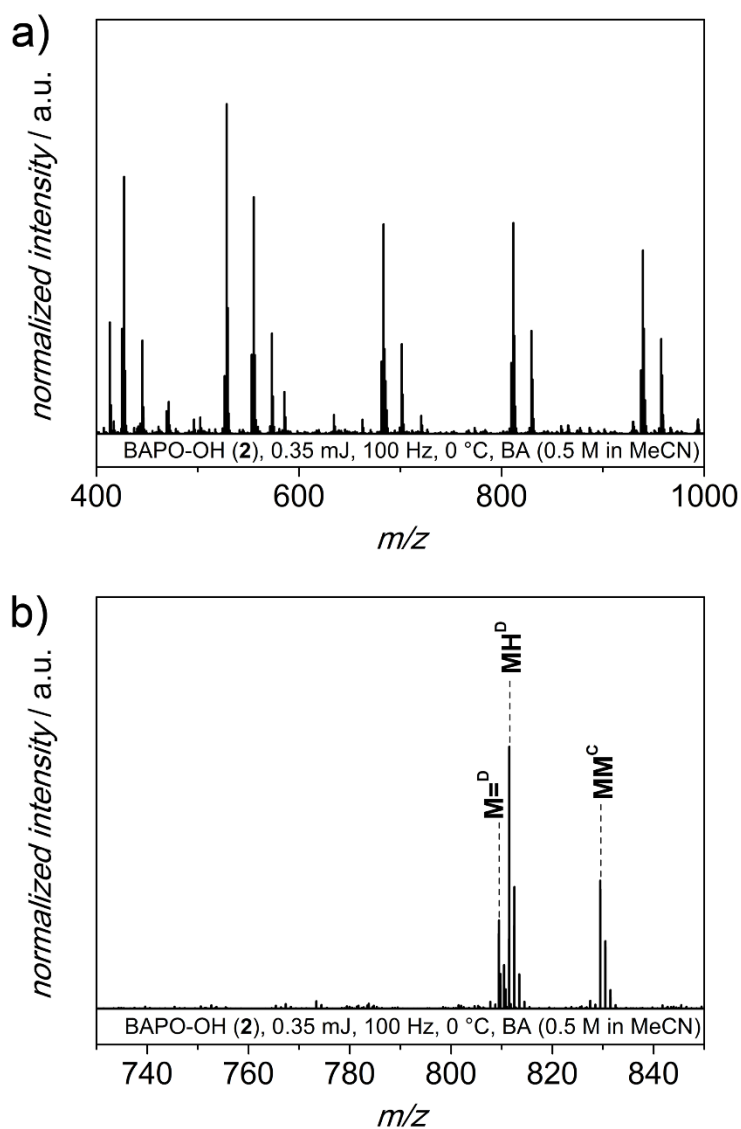 a)
normalized intensity / a.u.
BAPO-OH (2), 0.35 mJ, 100 Hz, 0 °C, BA (0.5 M in MeCN)
400 600 800 1000
m/z
b)
normalized intensity / a.u.
M=ᴰ
MHᴰ
MMᶜ
BAPO-OH (2), 0.35 mJ, 100 Hz, 0 °C, BA (0.5 M in MeCN)
740 760 780 800 820 840
m/z